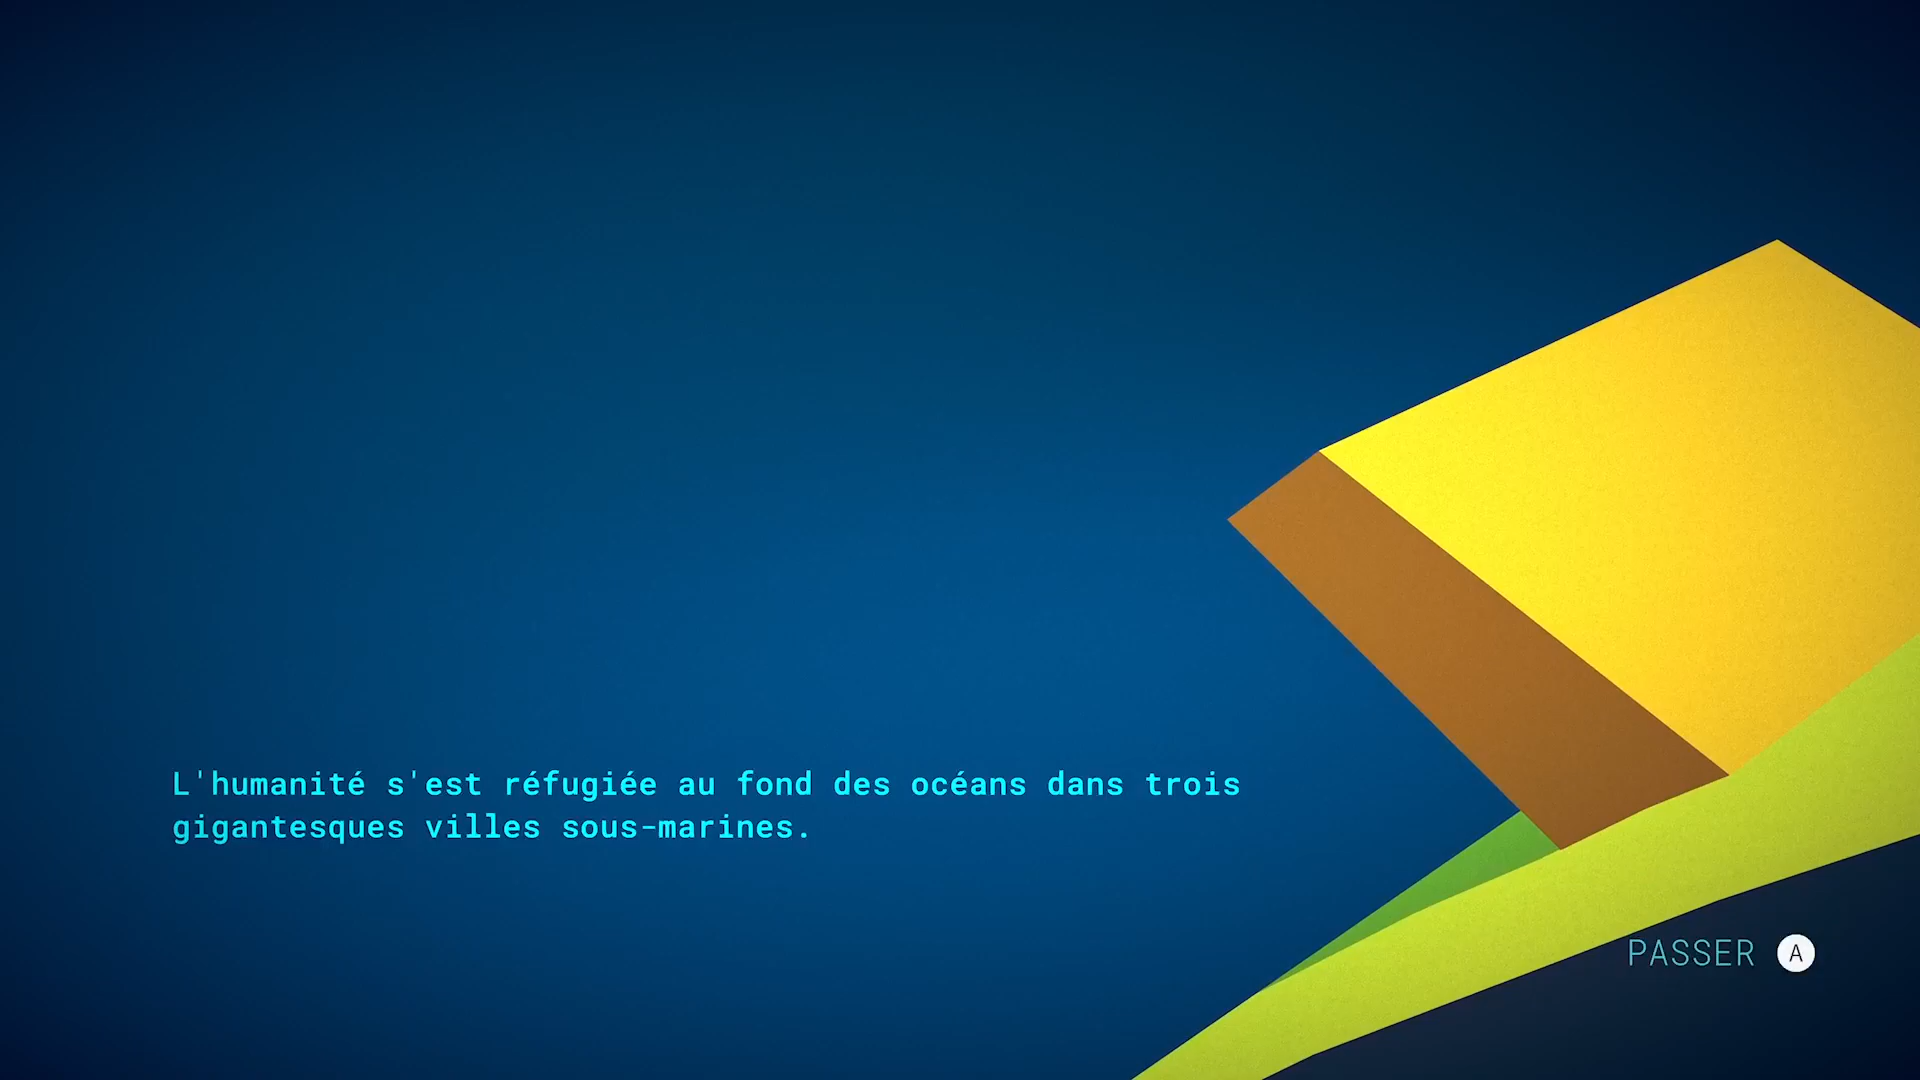 L'humanité s'est réfugiée au fond des océans dans trois
gigantesques villes sous-marines.
PASSER A